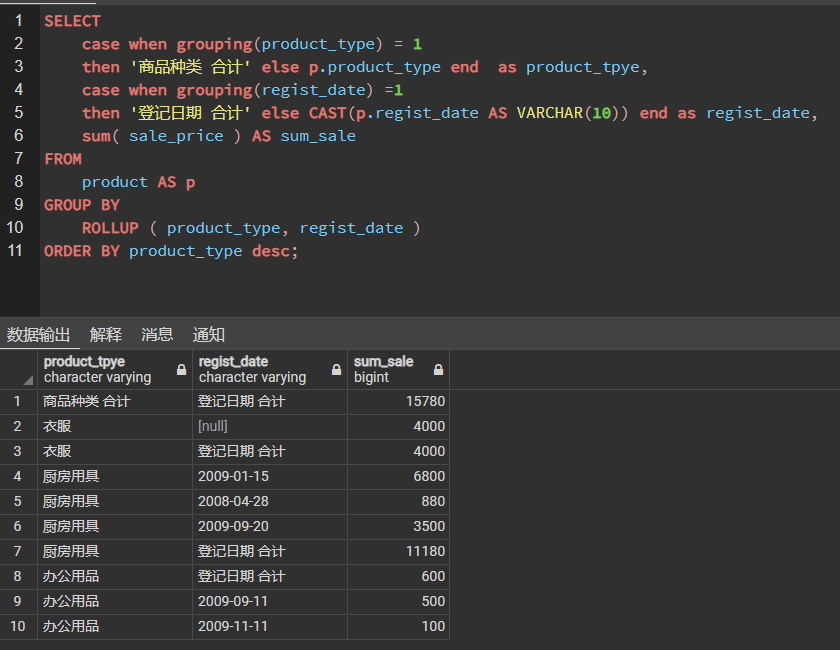 1 SELECT
2 case when grouping(product_type) = 1
3 then '商品种类 合计' else p.product_type end  as product_tpye,
4 case when grouping(regist_date) =1
5 then '登记日期 合计' else CAST(p.regist_date AS VARCHAR(10)) end as regist_date,
6 sum( sale_price ) AS sum_sale
7 FROM
8 product AS p
9 GROUP BY
10 ROLLUP ( product_type, regist_date )
11 ORDER BY product_type desc;
数据输出 解释 消息 通知
product_tpye regist_date sum_sale
character varying character varying bigint
1 商品种类 合计 登记日期 合计 15780
2 衣服 [null] 4000
3 衣服 登记日期 合计 4000
4 厨房用具 2009-01-15 6800
5 厨房用具 2008-04-28 880
6 厨房用具 2009-09-20 3500
7 厨房用具 登记日期 合计 11180
8 办公用品 登记日期 合计 600
9 办公用品 2009-09-11 500
10 办公用品 2009-11-11 100